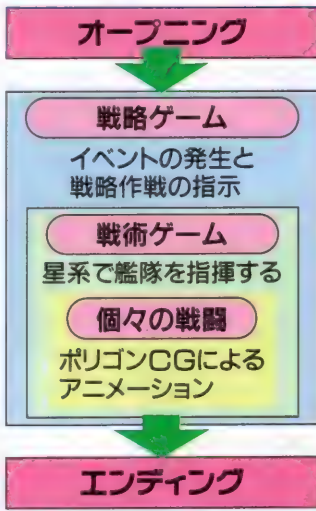 オープニング
戦略ゲーム
イベントの発生と
戦略作戦の指示
戦術ゲーム
星系で艦隊を指揮する
個々の戦闘
ポリゴンCGによる
アニメーション
エンディング